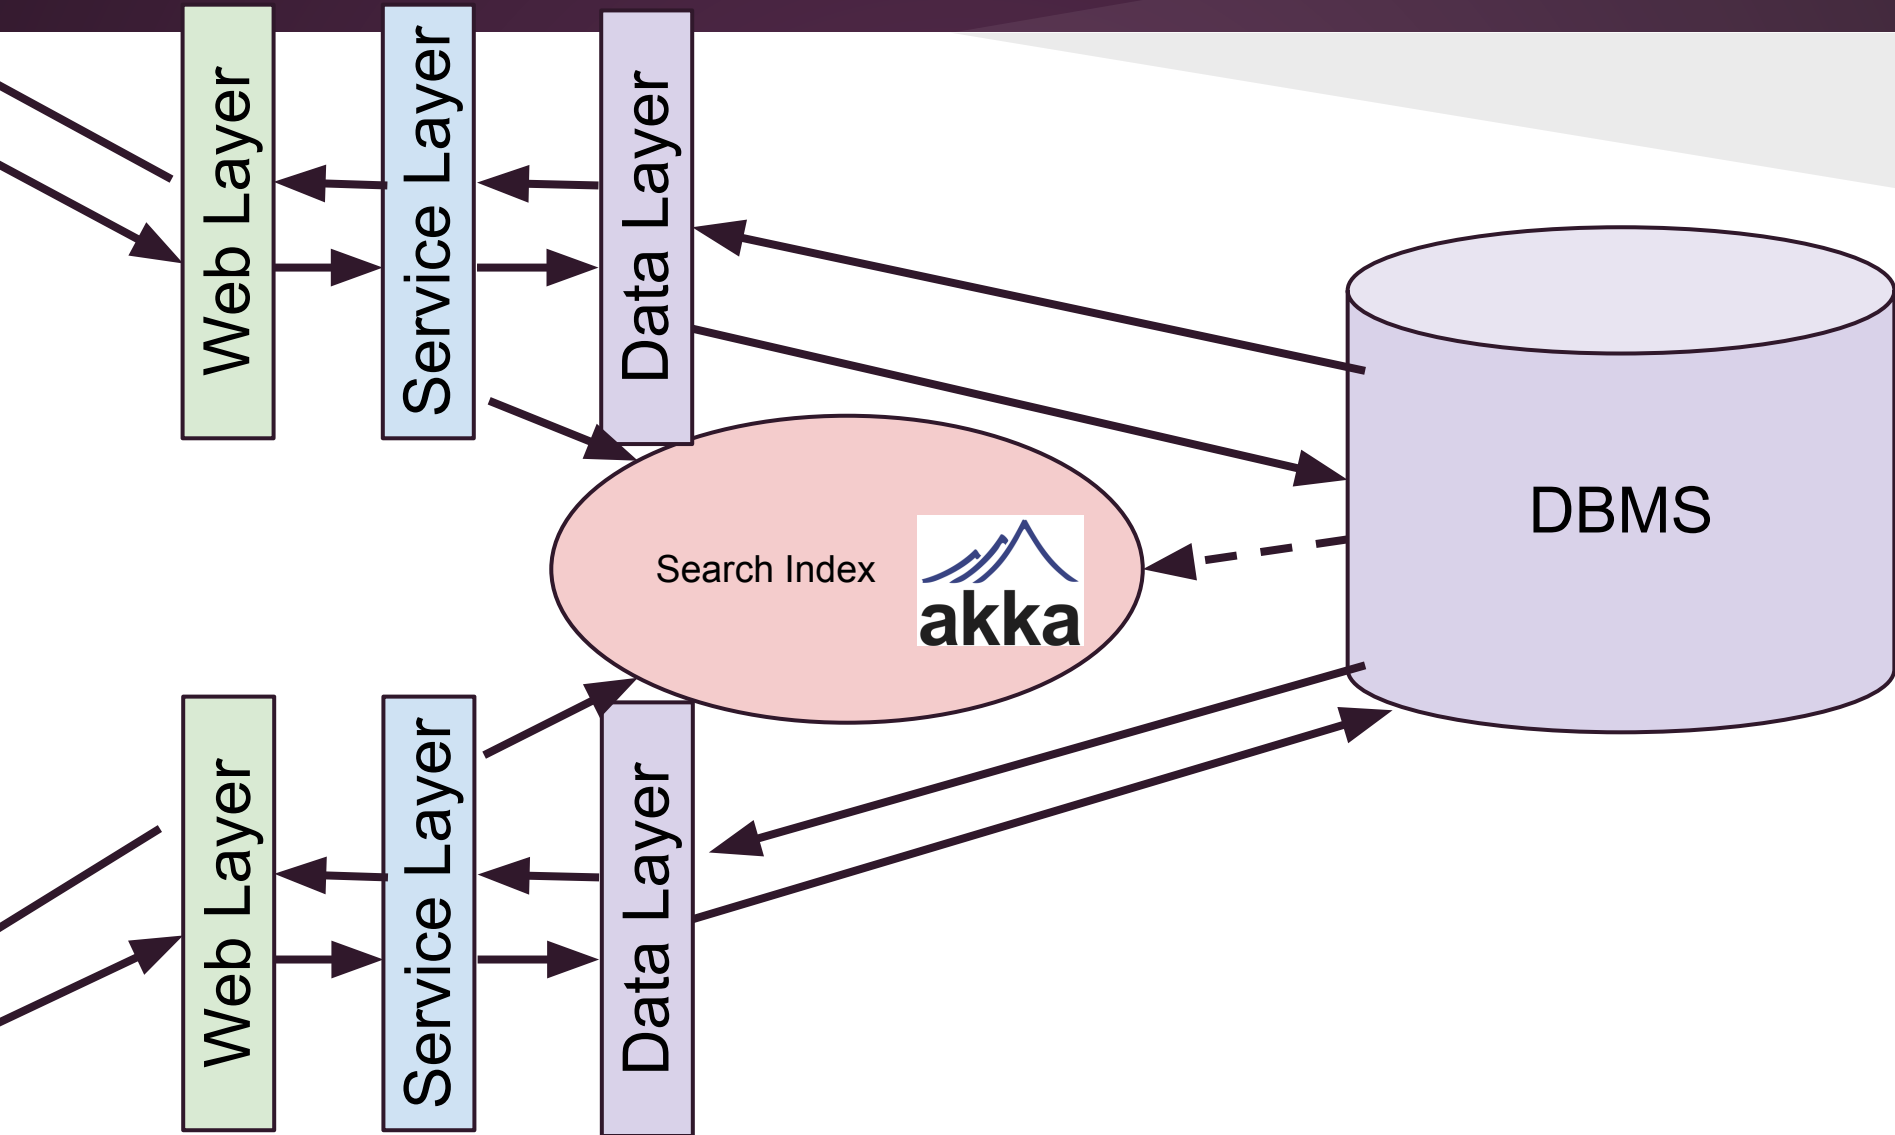 Web Layer
Service Layer
Data Layer
DBMS
Search Index
akka
Web Layer
Service Layer
Data Layer